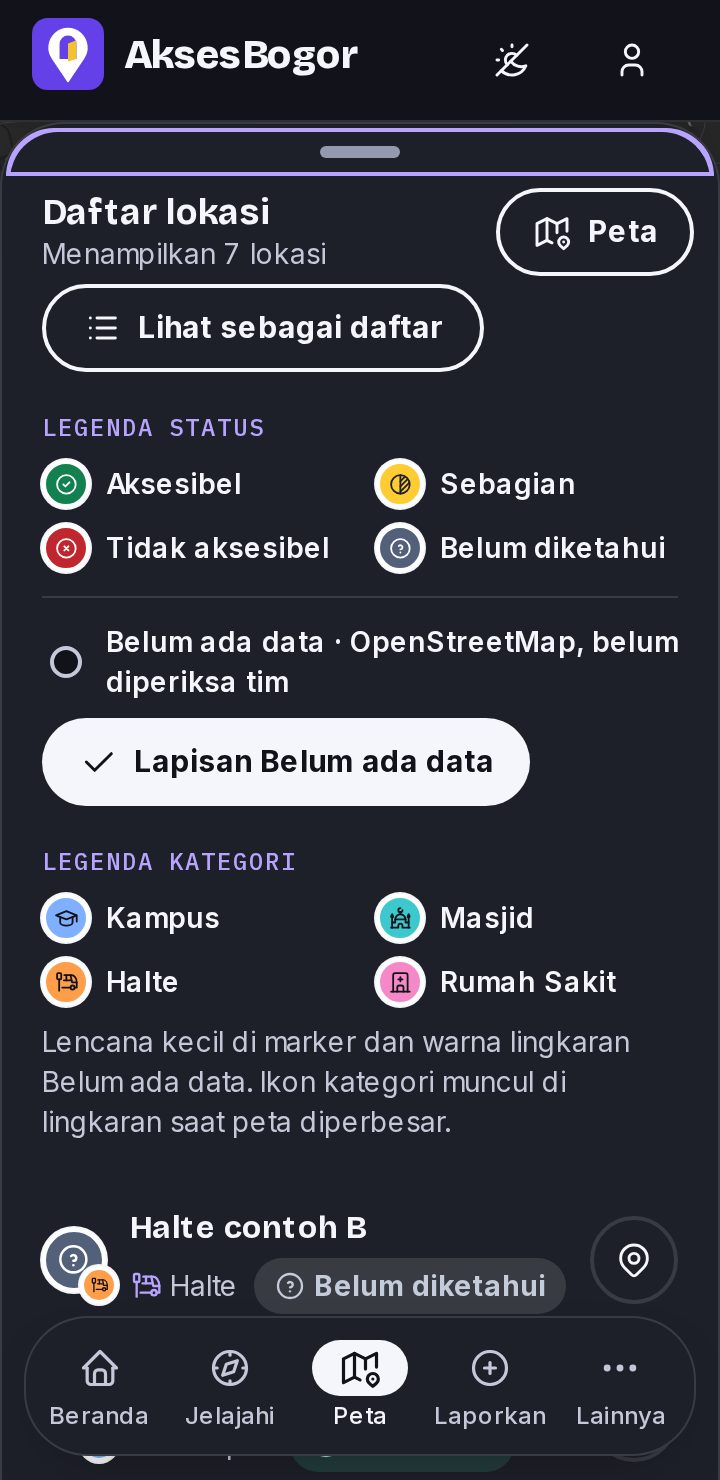 AksesBogor
Daftar lokasi
Menampilkan 7 lokasi
Peta
Lihat sebagai daftar
LEGENDA STATUS
Aksesibel
Sebagian
Tidak aksesibel
Belum diketahui
Belum ada data · OpenStreetMap, belum
diperiksa tim
Lapisan Belum ada data
LEGENDA KATEGORI
Kampus
Masjid
Halte
Rumah Sakit
Lencana kecil di marker dan warna lingkaran
Belum ada data. Ikon kategori muncul di
lingkaran saat peta diperbesar.
Halte contoh B
Halte
Belum diketahui
Beranda
Jelajahi
Peta
Laporkan
Lainnya